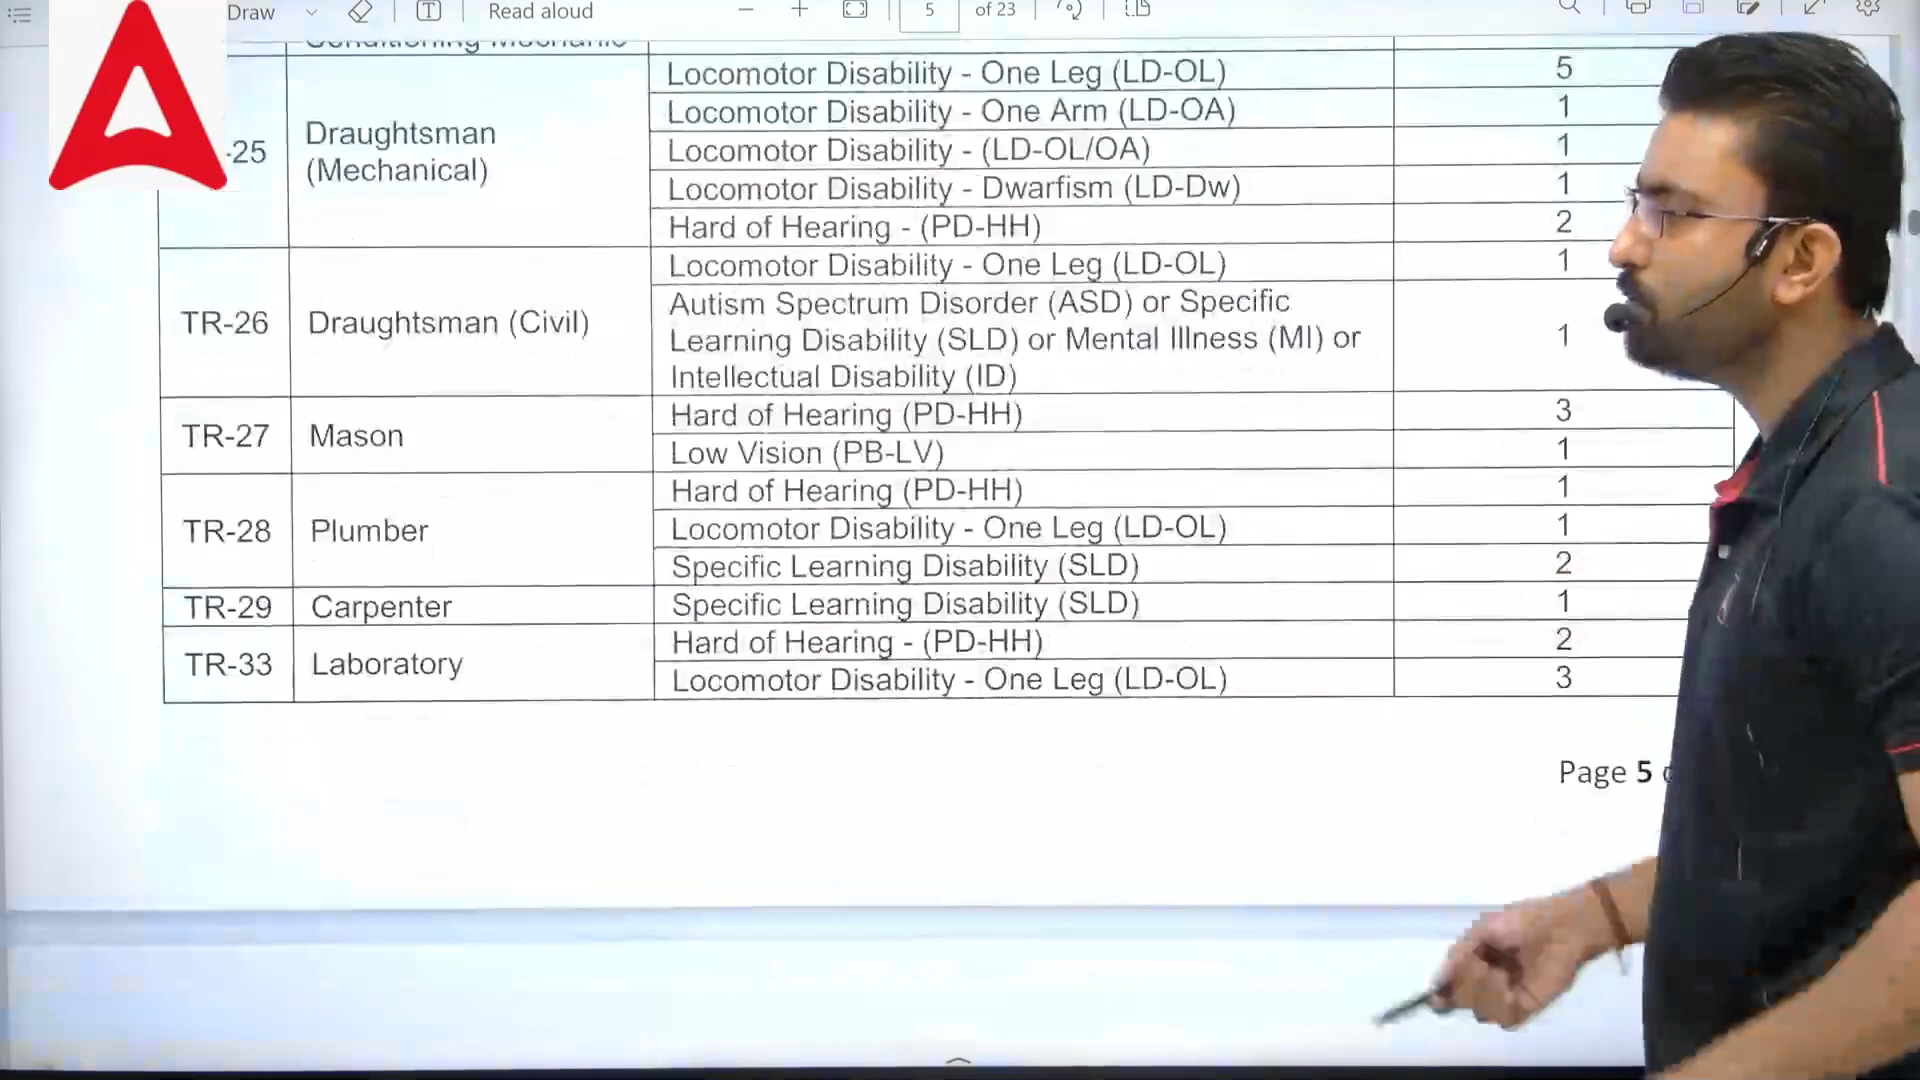 Draw
Read aloud
5 of 23
Conditioning Mechanic
-25
Draughtsman
(Mechanical)
Locomotor Disability - One Leg (LD-OL) 5
Locomotor Disability - One Arm (LD-OA) 1
Locomotor Disability - (LD-OL/OA) 1
Locomotor Disability - Dwarfism (LD-Dw) 1
Hard of Hearing - (PD-HH) 2
TR-26
Draughtsman (Civil)
Locomotor Disability - One Leg (LD-OL) 1
Autism Spectrum Disorder (ASD) or Specific
Learning Disability (SLD) or Mental Illness (MI) or 1
Intellectual Disability (ID)
TR-27
Mason
Hard of Hearing (PD-HH) 3
Low Vision (PB-LV) 1
TR-28
Plumber
Hard of Hearing (PD-HH) 1
Locomotor Disability - One Leg (LD-OL) 1
Specific Learning Disability (SLD) 2
TR-29 Carpenter Specific Learning Disability (SLD) 1
TR-33
Laboratory
Hard of Hearing - (PD-HH) 2
Locomotor Disability - One Leg (LD-OL) 3
Page 5